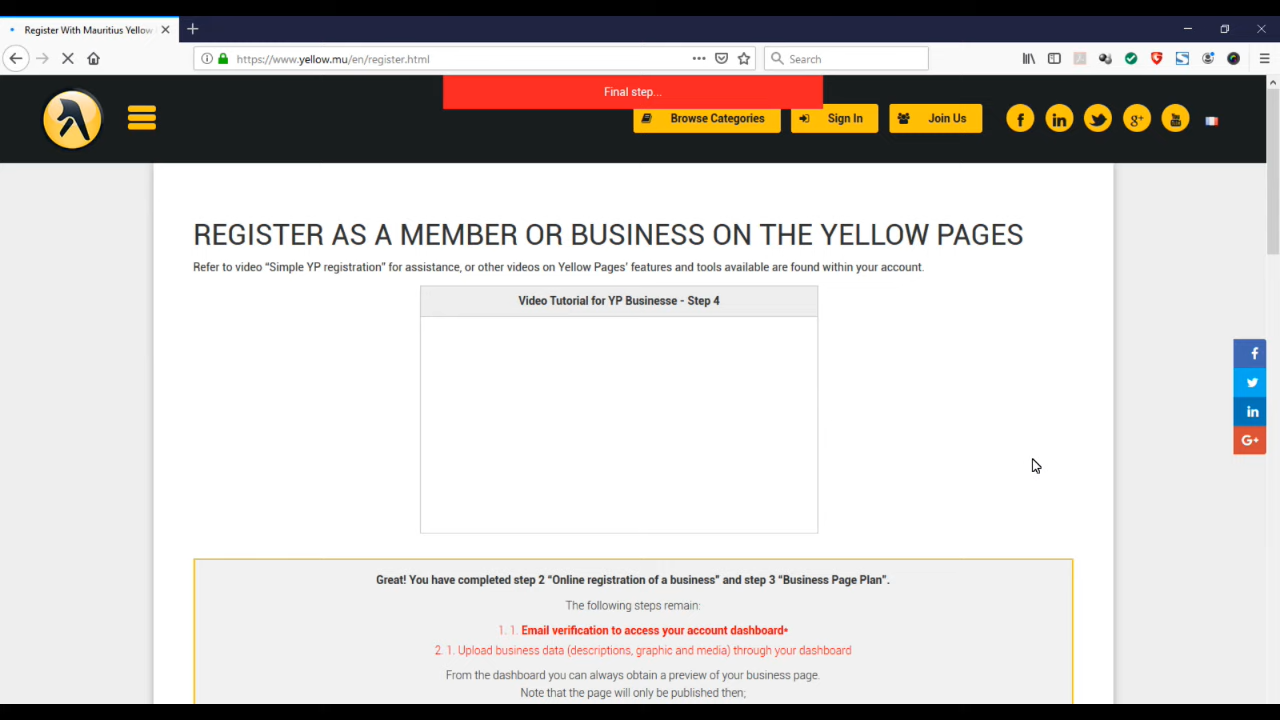 Register With Mauritius Yellow
https://www.yellow.mu/en/register.html
Search
Final step...
Browse Categories
Sign In
Join Us
REGISTER AS A MEMBER OR BUSINESS ON THE YELLOW PAGES
Refer to video “Simple YP registration” for assistance, or other videos on Yellow Pages’ features and tools available are found within your account.
Video Tutorial for YP Businesse - Step 4
Great! You have completed step 2 “Online registration of a business” and step 3 “Business Page Plan”.
The following steps remain:
1. 1. Email verification to access your account dashboard*
2. 1. Upload business data (descriptions, graphic and media) through your dashboard
From the dashboard you can always obtain a preview of your business page.
Note that the page will only be published then;